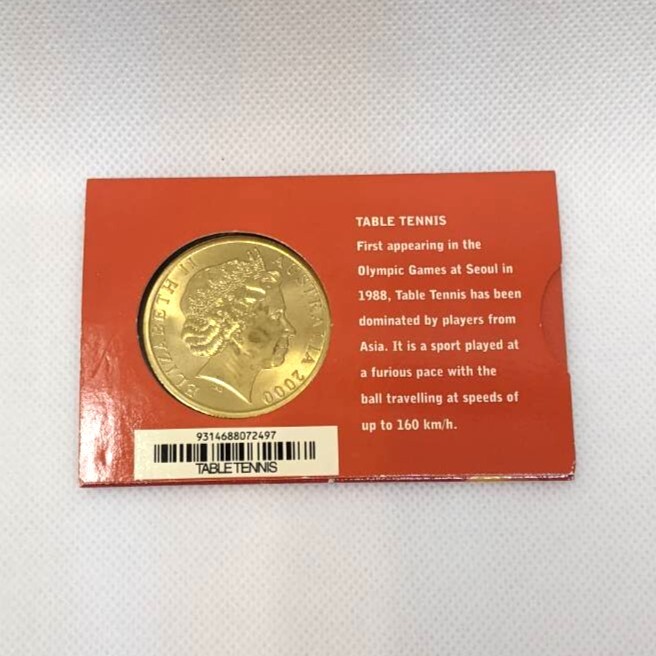 ELIZABETH II AUSTRALIA 2000
TABLE TENNIS
First appearing in the
Olympic Games at Seoul in
1988, Table Tennis has been
dominated by players from
Asia. It is a sport played at
a furious pace with the
ball travelling at speeds of
up to 160 km/h.
9314688072497
TABLE TENNIS